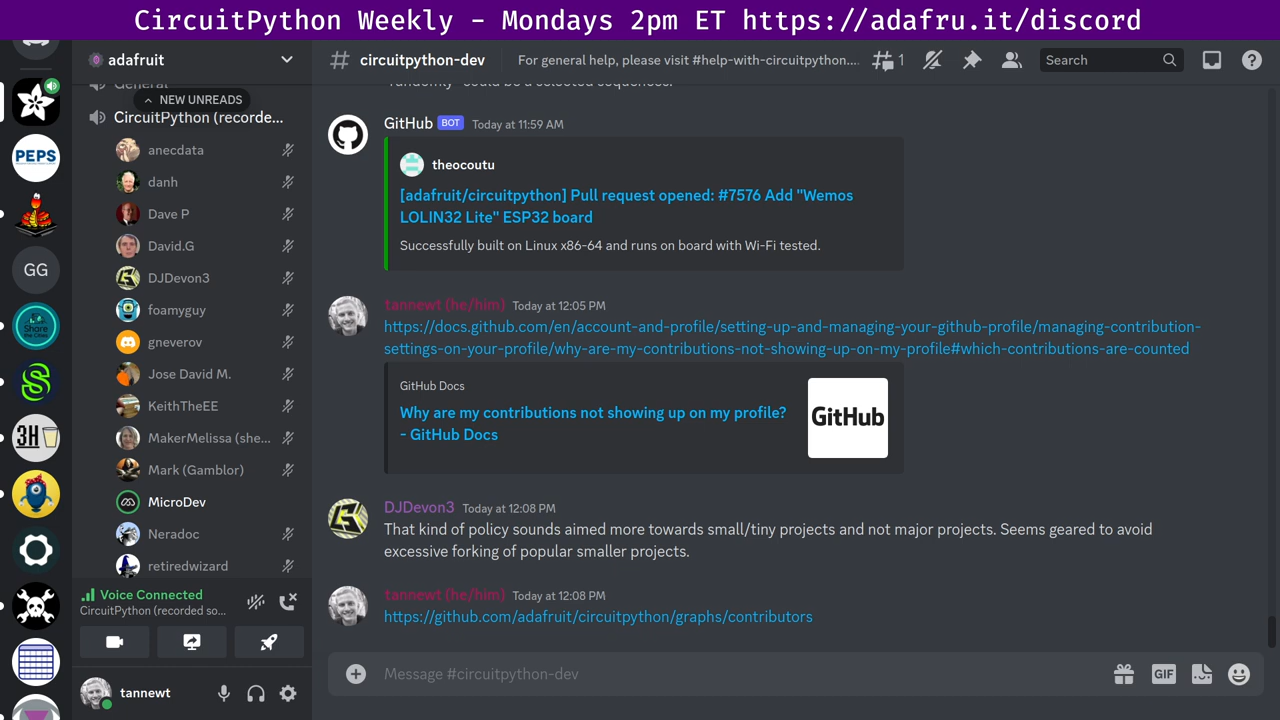 CircuitPython Weekly - Mondays 2pm ET https://adafru.it/discord
adafruit
General
NEW UNREADS
CircuitPython (recorde...
anecdata
danh
Dave P
David.G
DJDevon3
foamyguy
gneverov
Jose David M.
KeithTheEE
MakerMelissa (she...
Mark (Gamblor)
MicroDev
Neradoc
retiredwizard
Voice Connected
CircuitPython (recorded so...
tannewt
PEPS
GG
Share the Care
3H
circuitpython-dev
For general help, please visit #help-with-circuitpython....
1
Search
"randomly" could be a selected sequences.
GitHub BOT Today at 11:59 AM
theocoutu
[adafruit/circuitpython] Pull request opened: #7576 Add "Wemos
LOLIN32 Lite" ESP32 board
Successfully built on Linux x86-64 and runs on board with Wi-Fi tested.
tannewt (he/him) Today at 12:05 PM
https://docs.github.com/en/account-and-profile/setting-up-and-managing-your-github-profile/managing-contribution-
settings-on-your-profile/why-are-my-contributions-not-showing-up-on-my-profile#which-contributions-are-counted
GitHub Docs
Why are my contributions not showing up on my profile?
- GitHub Docs
GitHub
DJDevon3 Today at 12:08 PM
That kind of policy sounds aimed more towards small/tiny projects and not major projects. Seems geared to avoid
excessive forking of popular smaller projects.
tannewt (he/him) Today at 12:08 PM
https://github.com/adafruit/circuitpython/graphs/contributors
Message #circuitpython-dev
GIF